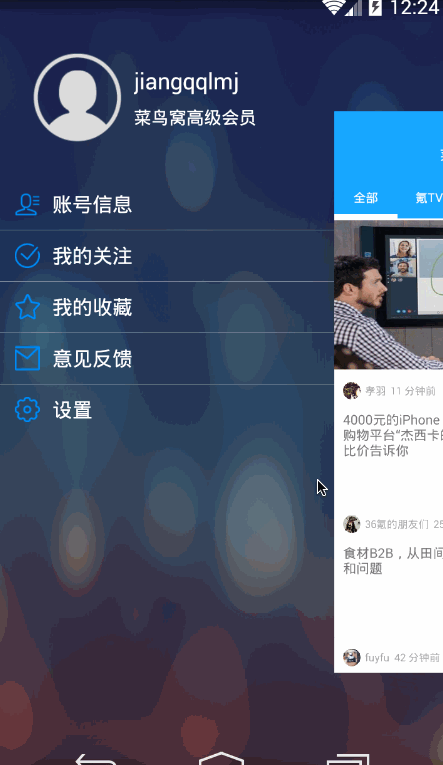 12:24
jiangqqlmj
菜鸟窝高级会员
账号信息
我的关注
我的收藏
意见反馈
设置
全部 氪TV
孝羽 11 分钟前
4000元的iPhone
购物平台“杰西卡的
比价告诉你
36氪的朋友们 25
食材B2B，从田间
和问题
fuyfu 42 分钟前